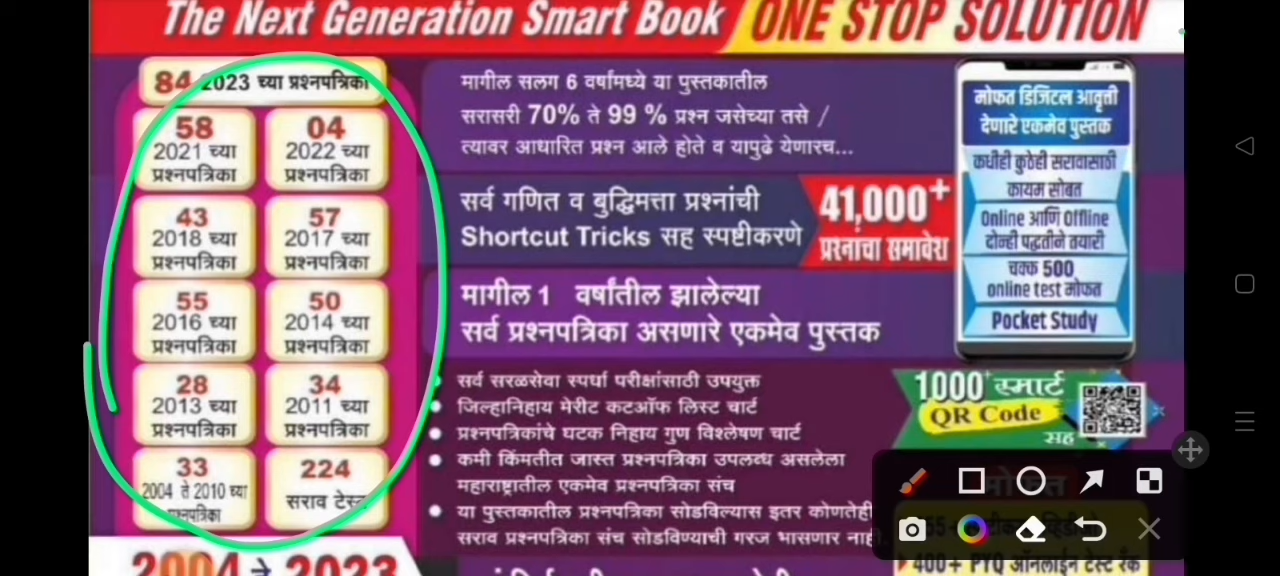 The Next Generation Smart Book
ONE STOP SOLUTION
84 2023 च्या प्रश्नपत्रिका
58
2021 च्या
प्रश्नपत्रिका
04
2022 च्या
प्रश्नपत्रिका
43
2018 च्या
प्रश्नपत्रिका
57
2017 च्या
प्रश्नपत्रिका
55
2016 च्या
प्रश्नपत्रिका
50
2014 च्या
प्रश्नपत्रिका
28
2013 च्या
प्रश्नपत्रिका
34
2011 च्या
प्रश्नपत्रिका
33
2004 ते 2010 च्या
प्रश्नपत्रिका
224
सराव टेस्ट
2004 ते 2023
मागील सलग 6 वर्षामध्ये या पुस्तकातील
सरासरी 70% ते 99 % प्रश्न जसेच्या तसे /
त्यावर आधारित प्रश्न आले होते व यापुढे येणारच...
सर्व गणित व बुद्धिमत्ता प्रश्नांची
Shortcut Tricks सह स्पष्टीकरणे
41,000+
प्रश्नांचा समावेश
मागील 1 वर्षांतील झालेल्या
सर्व प्रश्नपत्रिका असणारे एकमेव पुस्तक
सर्व सरळसेवा स्पर्धा परीक्षांसाठी उपयुक्त
जिल्हानिहाय मेरीट कटऑफ लिस्ट चार्ट
प्रश्नपत्रिकांचे घटक निहाय गुण विश्लेषण चार्ट
कमी किंमतीत जास्त प्रश्नपत्रिका उपलब्ध असलेला
महाराष्ट्रातील एकमेव प्रश्नपत्रिका संच
या पुस्तकातील प्रश्नपत्रिका सोडविल्यास इतर कोणतेही
सराव प्रश्नपत्रिका संच सोडविण्याची गरज भासणार नाही
मोफत डिजिटल आवृत्ती
देणारे एकमेव पुस्तक
कधीही कुठेही सरावासाठी
कायम सोबत
Online आणि Offline
दोन्ही पद्धतीने तयारी
चक्क 500
online test मोफत
Pocket Study
1000+ स्मार्ट
QR Code
सह
मोफत
400+ PYQ ऑनलाईन टेस्ट रँक